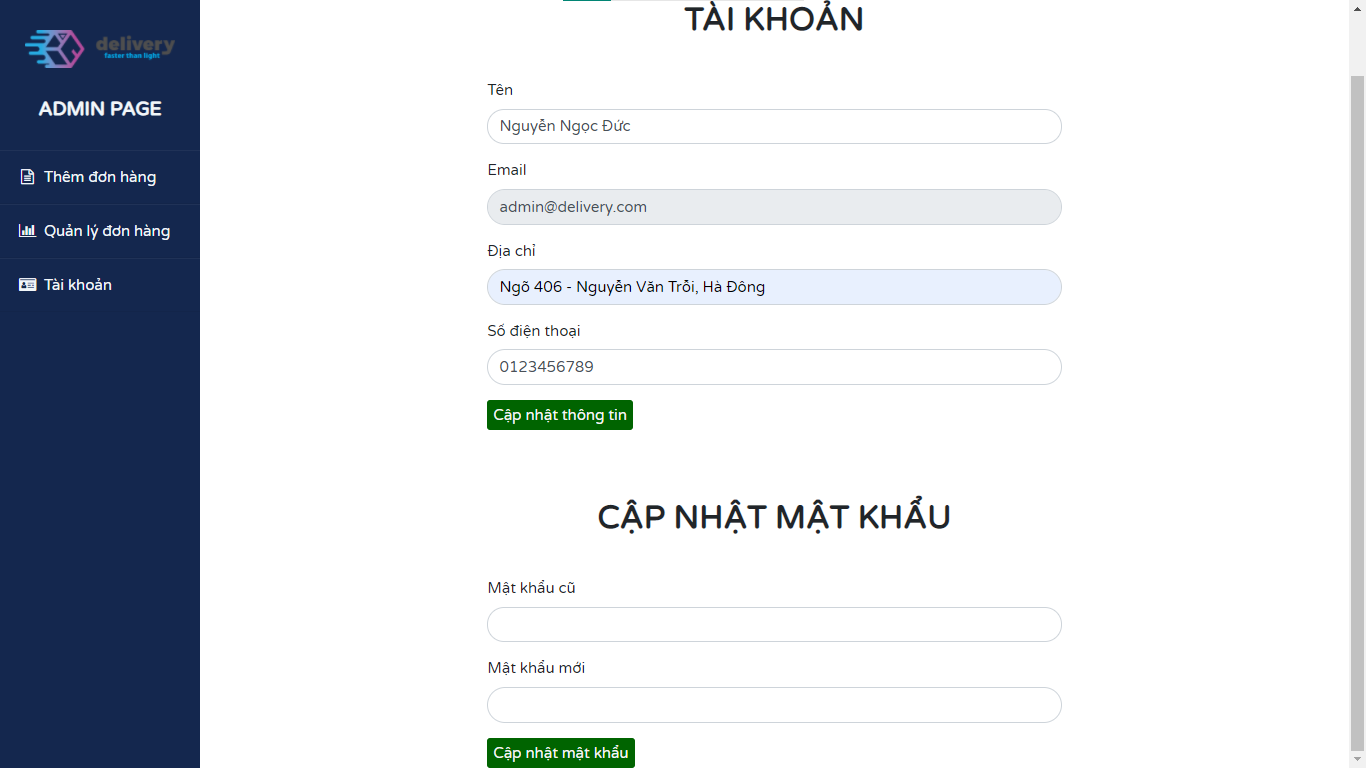 delivery
faster than light
ADMIN PAGE
Thêm đơn hàng
Quản lý đơn hàng
Tài khoản
TÀI KHOẢN
Tên
Nguyễn Ngọc Đức
Email
admin@delivery.com
Địa chỉ
Ngõ 406 - Nguyễn Văn Trỗi, Hà Đông
Số điện thoại
0123456789
Cập nhật thông tin
CẬP NHẬT MẬT KHẨU
Mật khẩu cũ
Mật khẩu mới
Cập nhật mật khẩu